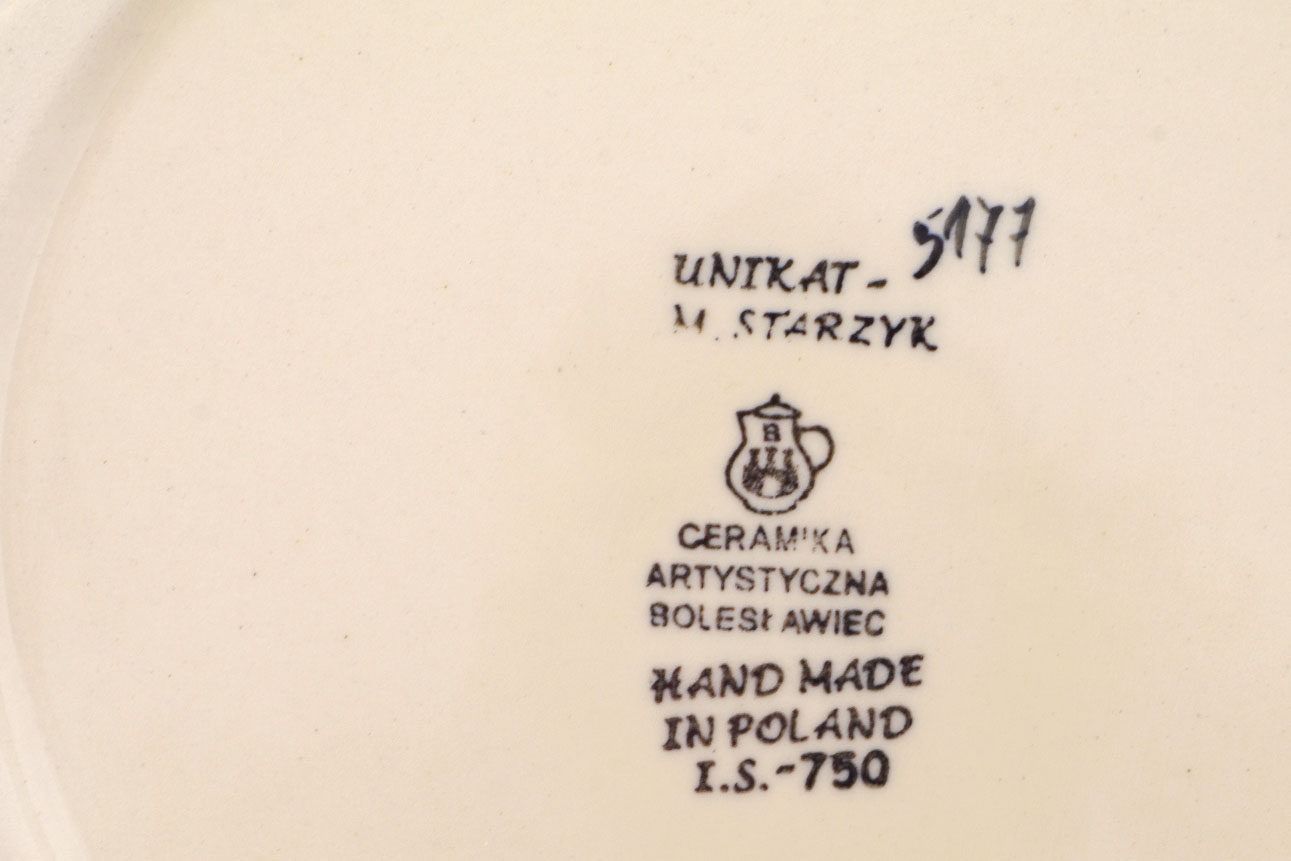 UNIKAT - 5177
M. STARZYK
B
CERAMIKA
ARTYSTYCZNA
BOLESŁAWIEC
HAND MADE
IN POLAND
I.S.-750